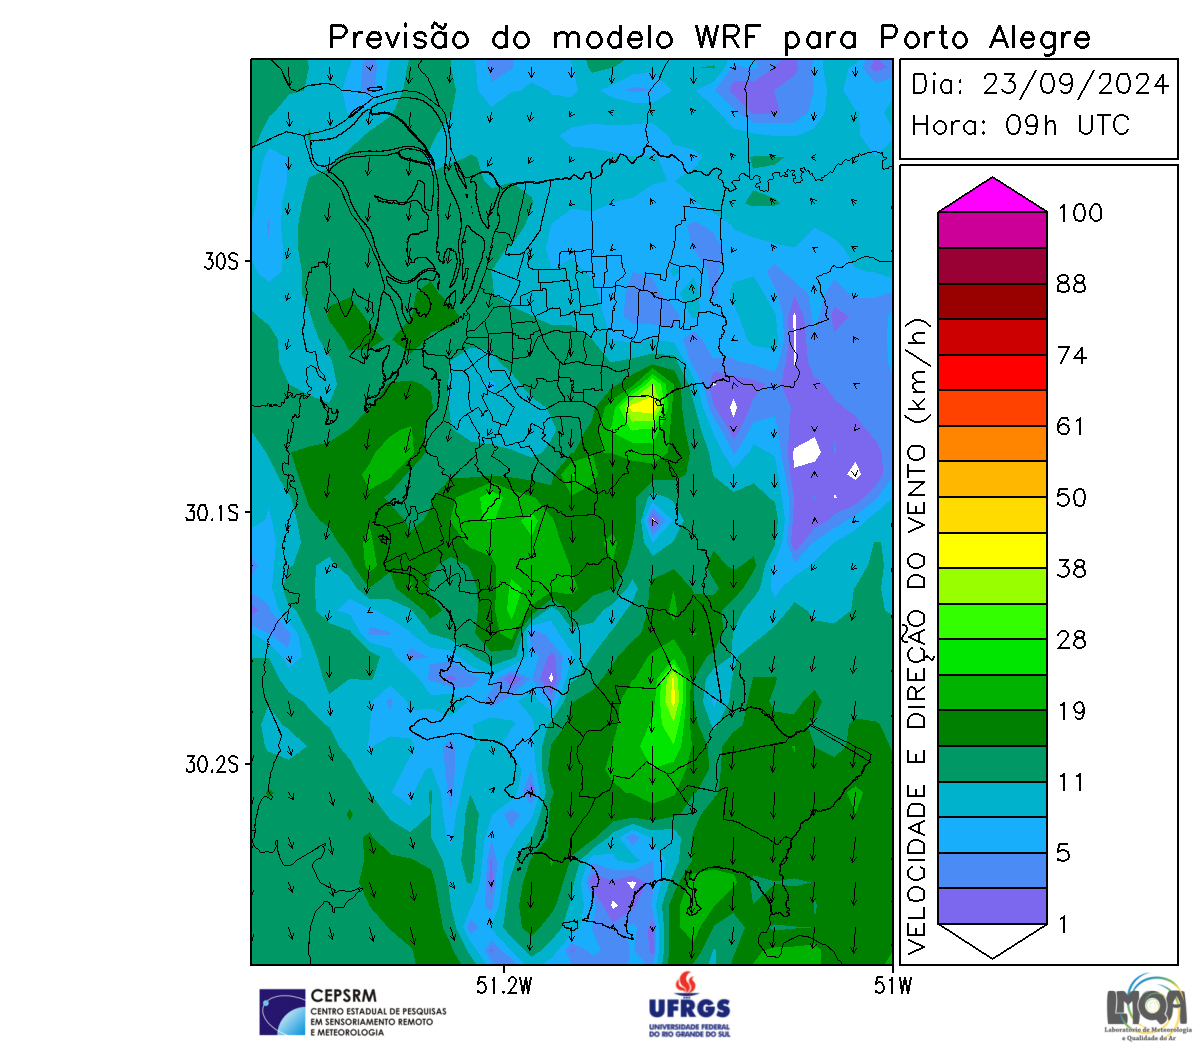 Previsão do modelo WRF para Porto Alegre
Dia: 23/09/2024
Hora: 09h UTC
30S
30.1S
30.2S
51.2W
51W
VELOCIDADE E DIREÇÃO DO VENTO (km/h)
100
88
74
61
50
38
28
19
11
5
1
CEPSRM
CENTRO ESTADUAL DE PESQUISAS
EM SENSORIAMENTO REMOTO
E METEOROLOGIA
UFRGS
UNIVERSIDADE FEDERAL
DO RIO GRANDE DO SUL
LMQA
Laboratório de Meteorologia
e Qualidade do Ar